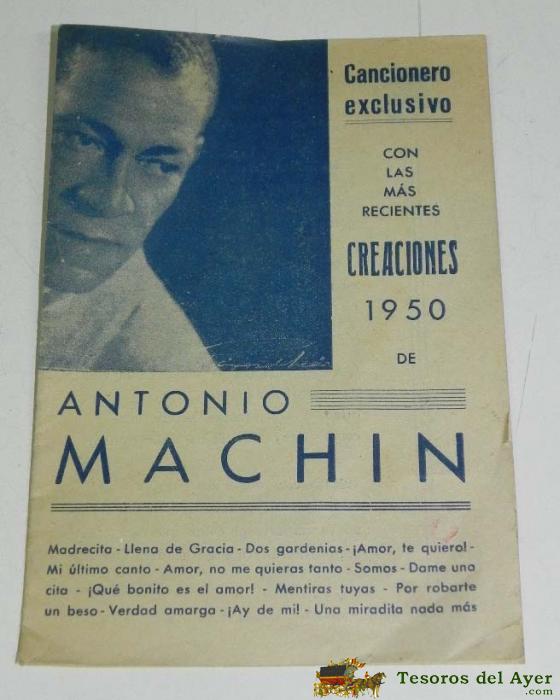 Cancionero
exclusivo
CON
LAS
MÁS
RECIENTES
CREACIONES
1950
DE
ANTONIO
MACHIN
Madrecita - Llena de Gracia - Dos gardenias - ¡Amor, te quiero! -
Mi último canto - Amor, no me quieras tanto - Somos - Dame una
cita - ¡Qué bonito es el amor! - Mentiras tuyas - Por robarte
un beso - Verdad amarga - ¡Ay de mi! - Una miradita nada más
Tesoros del Ayer
.com